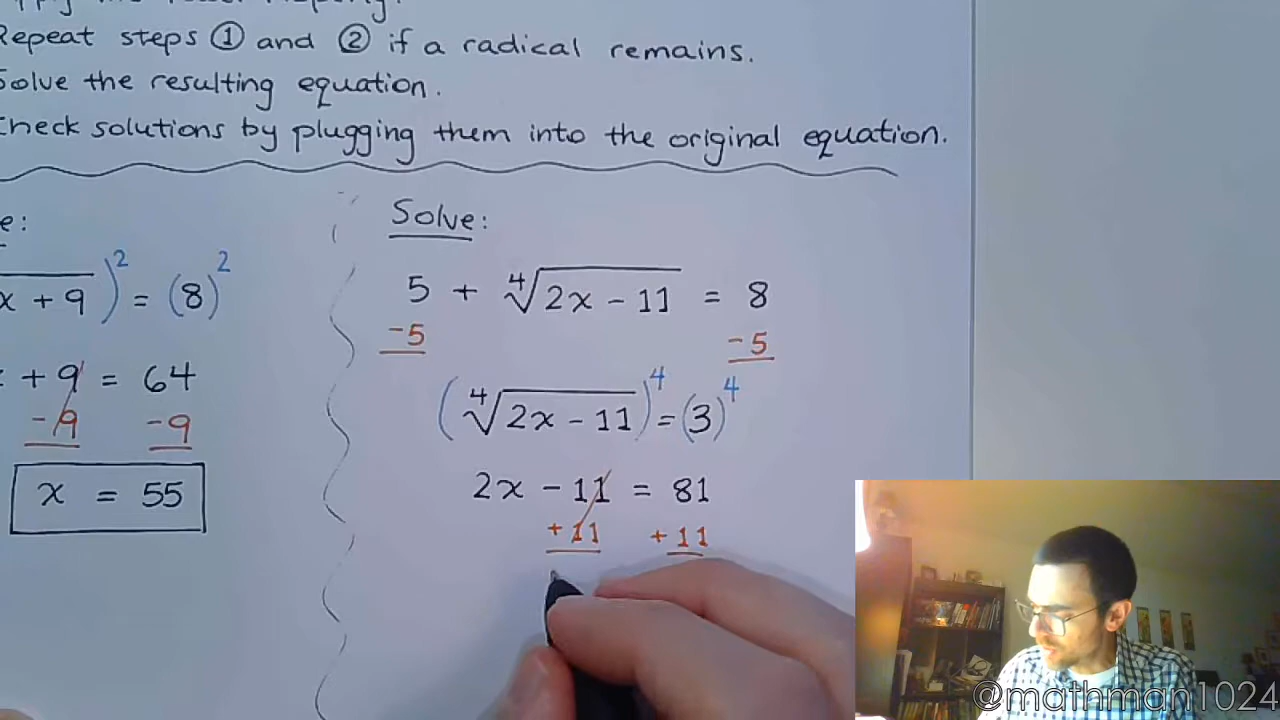 Repeat steps ① and ② if a radical remains.
Solve the resulting equation.
Check solutions by plugging them into the original equation.
x + 9)² = (8)²
+ 9 = 64
-9 -9
x = 55
Solve:
5 + ∜(2x - 11) = 8
-5 -5
(∜(2x - 11))⁴ = (3)⁴
2x - 11 = 81
+11 +11
@mathman1024